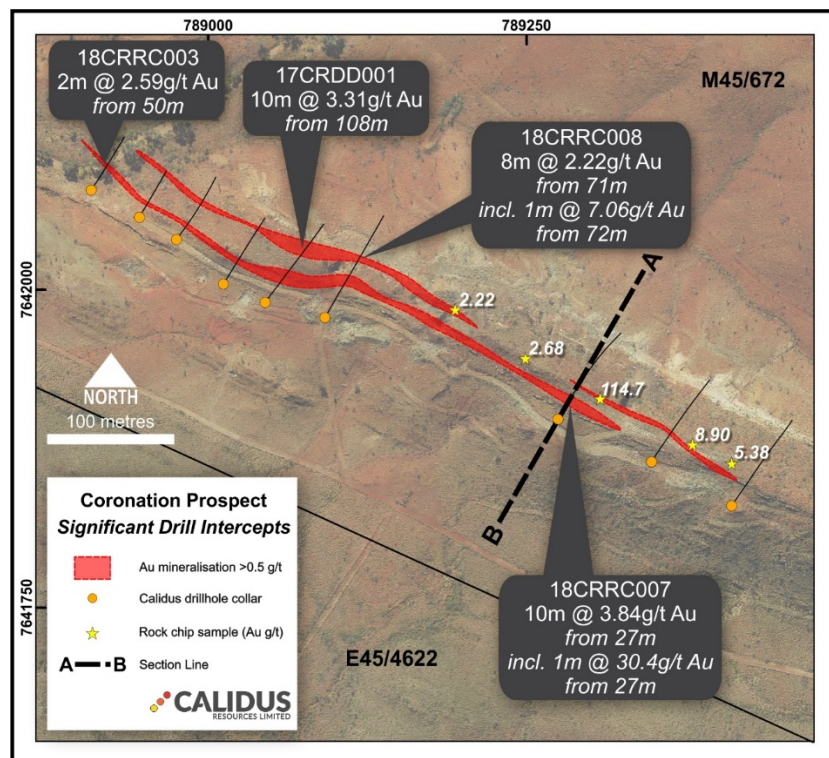 789000
789250
18CRRC003
2m @ 2.59g/t Au
from 50m
17CRDD001
10m @ 3.31g/t Au
from 108m
M45/672
18CRRC008
8m @ 2.22g/t Au
from 71m
incl. 1m @ 7.06g/t Au
from 72m
7642000
A
2.22
2.68
114.7
8.90
5.38
NORTH
100 metres
B
Coronation Prospect
Significant Drill Intercepts
Au mineralisation >0.5 g/t
Calidus drillhole collar
Rock chip sample (Au g/t)
A B Section Line
CALIDUS
RESOURCES LIMITED
7641750
E45/4622
18CRRC007
10m @ 3.84g/t Au
from 27m
incl. 1m @ 30.4g/t Au
from 27m